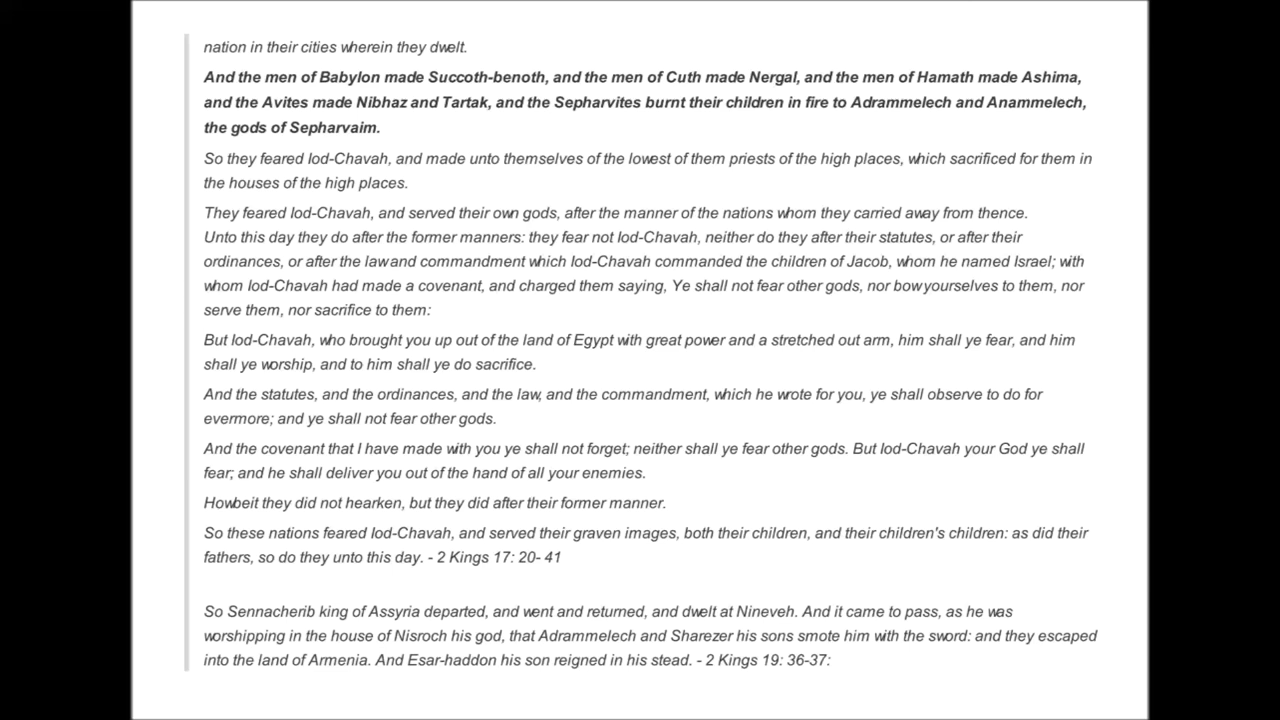 nation in their cities wherein they dwelt.
And the men of Babylon made Succoth-benoth, and the men of Cuth made Nergal, and the men of Hamath made Ashima,
and the Avites made Nibhaz and Tartak, and the Sepharvites burnt their children in fire to Adrammelech and Anammelech,
the gods of Sepharvaim.
So they feared Iod-Chavah, and made unto themselves of the lowest of them priests of the high places, which sacrificed for them in
the houses of the high places.
They feared Iod-Chavah, and served their own gods, after the manner of the nations whom they carried away from thence.
Unto this day they do after the former manners: they fear not Iod-Chavah, neither do they after their statutes, or after their
ordinances, or after the law and commandment which Iod-Chavah commanded the children of Jacob, whom he named Israel; with
whom Iod-Chavah had made a covenant, and charged them saying, Ye shall not fear other gods, nor bow yourselves to them, nor
serve them, nor sacrifice to them:
But Iod-Chavah, who brought you up out of the land of Egypt with great power and a stretched out arm, him shall ye fear, and him
shall ye worship, and to him shall ye do sacrifice.
And the statutes, and the ordinances, and the law, and the commandment, which he wrote for you, ye shall observe to do for
evermore; and ye shall not fear other gods.
And the covenant that I have made with you ye shall not forget; neither shall ye fear other gods. But Iod-Chavah your God ye shall
fear; and he shall deliver you out of the hand of all your enemies.
Howbeit they did not hearken, but they did after their former manner.
So these nations feared Iod-Chavah, and served their graven images, both their children, and their children's children: as did their
fathers, so do they unto this day. - 2 Kings 17: 20- 41
So Sennacherib king of Assyria departed, and went and returned, and dwelt at Nineveh. And it came to pass, as he was
worshipping in the house of Nisroch his god, that Adrammelech and Sharezer his sons smote him with the sword: and they escaped
into the land of Armenia. And Esar-haddon his son reigned in his stead. - 2 Kings 19: 36-37: